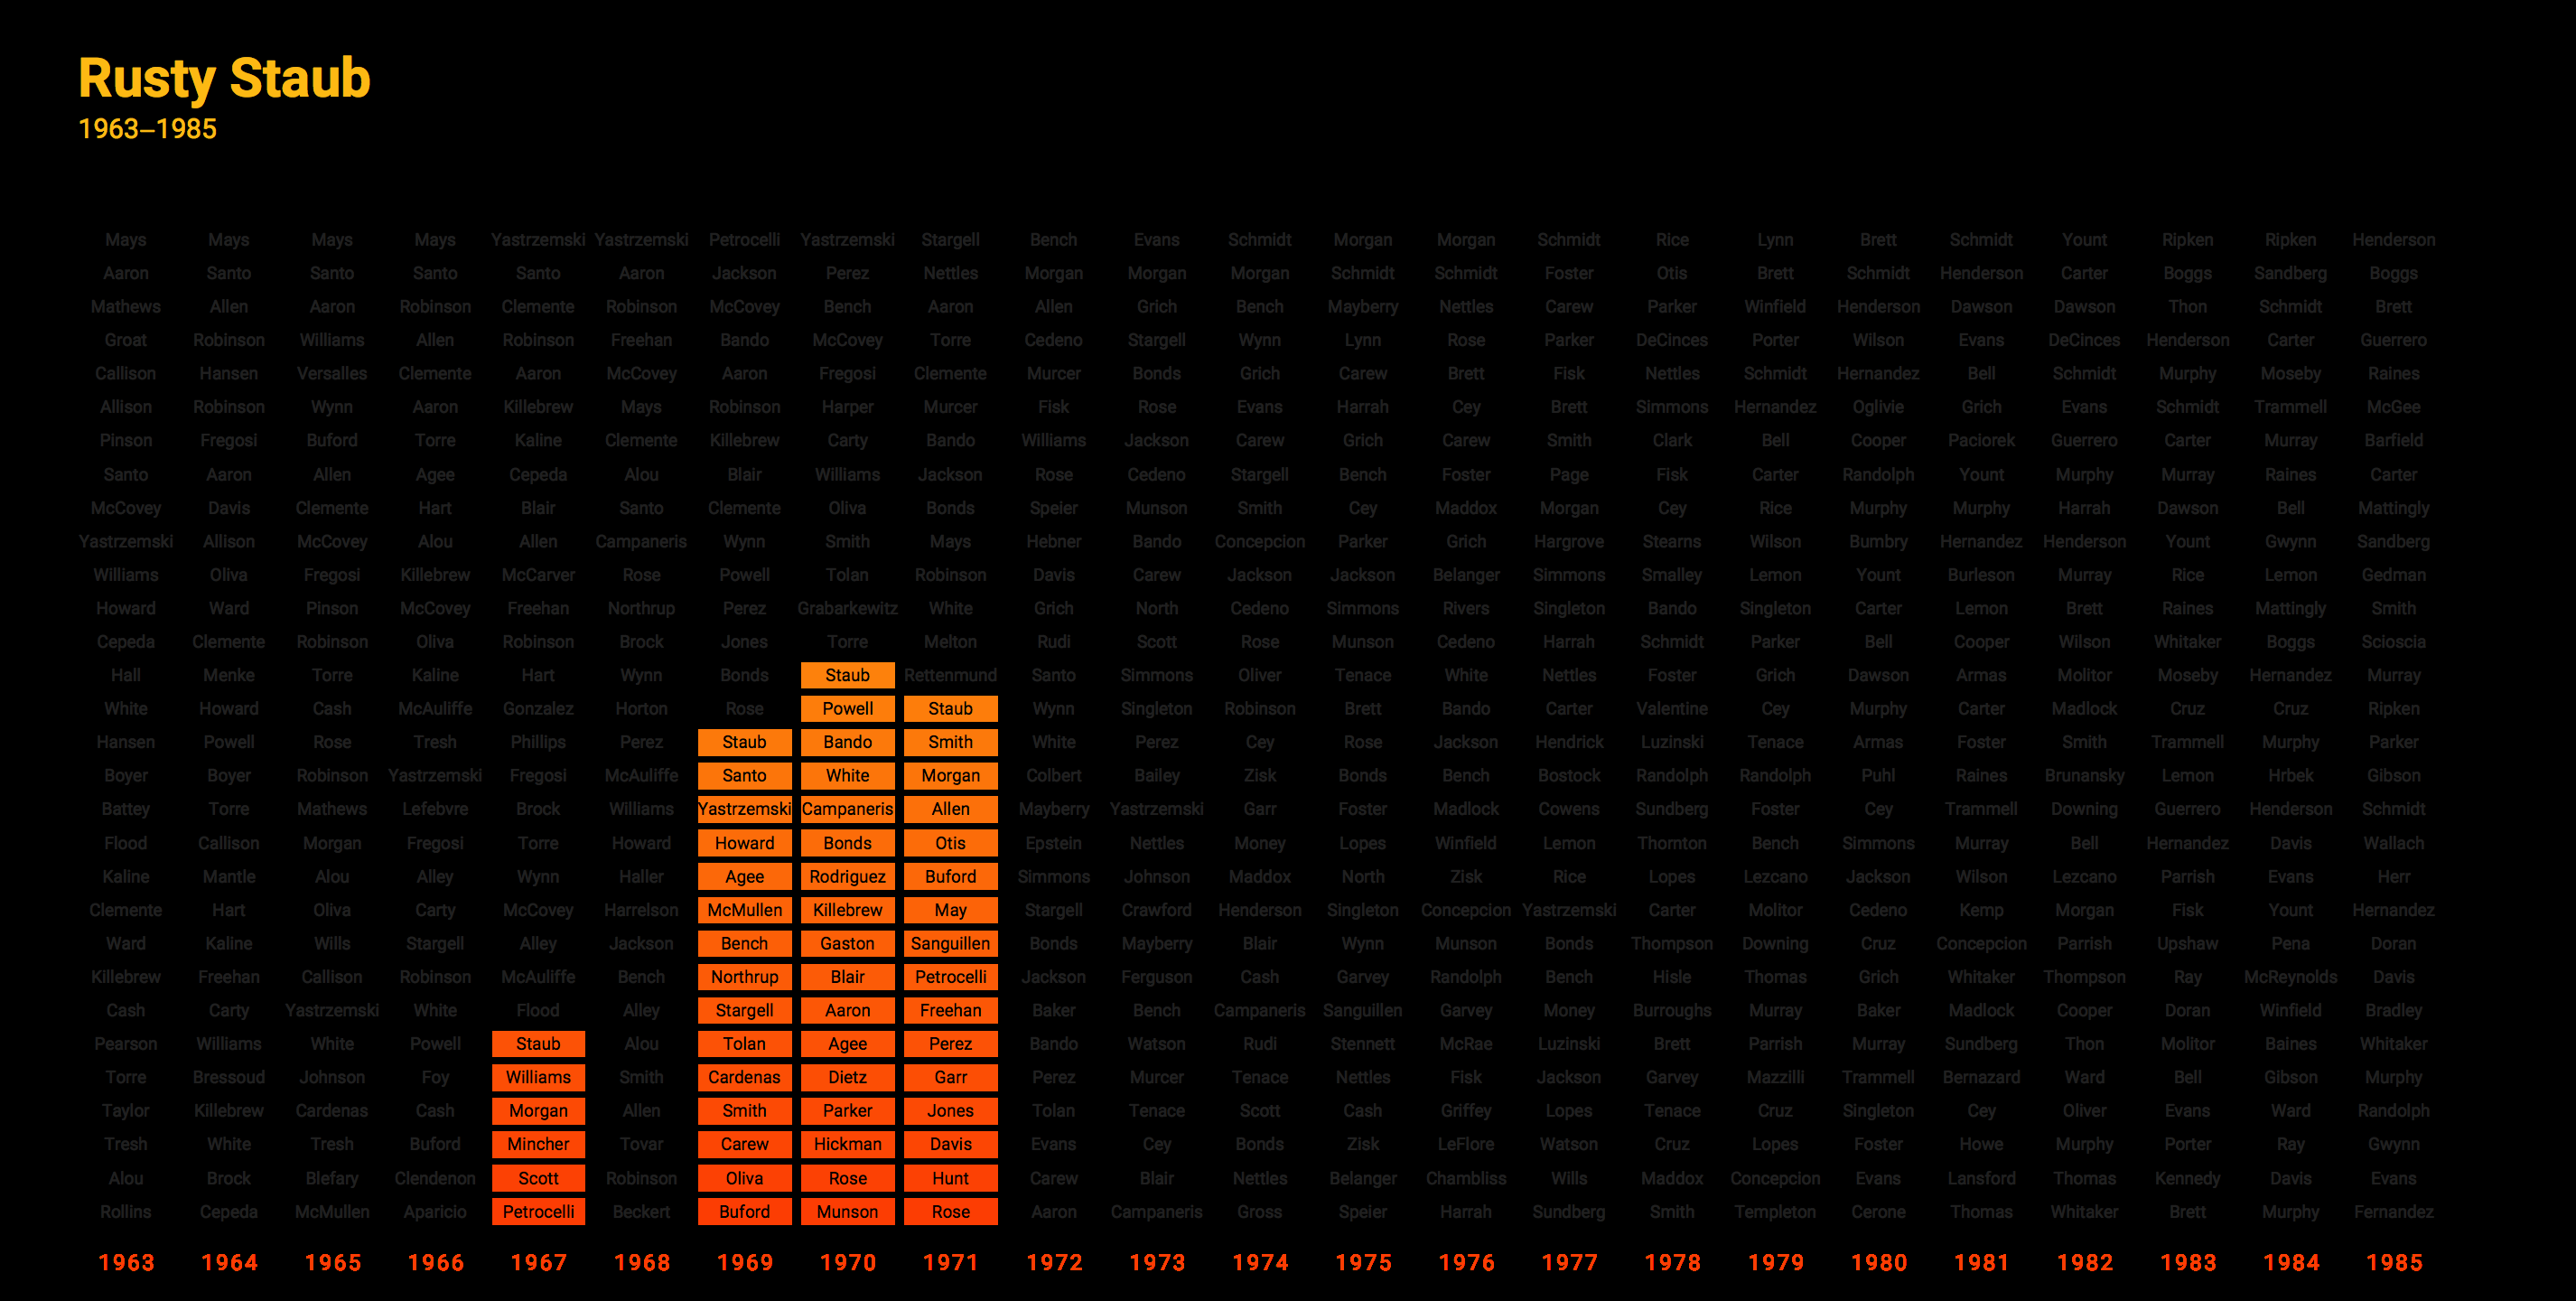 Rusty Staub
1963–1985
Mays Mays Mays Mays Yastrzemski Yastrzemski Petrocelli Yastrzemski Stargell Bench Evans Schmidt Morgan Morgan Schmidt Rice Lynn Brett Schmidt Yount Ripken Ripken Henderson
Aaron Santo Santo Santo Santo Aaron Jackson Perez Nettles Morgan Morgan Morgan Schmidt Schmidt Foster Otis Brett Schmidt Henderson Carter Boggs Sandberg Boggs
Mathews Allen Aaron Robinson Clemente Robinson McCovey Bench Aaron Allen Grich Bench Mayberry Nettles Carew Parker Winfield Henderson Dawson Dawson Thon Schmidt Brett
Groat Robinson Williams Allen Robinson Freehan Bando McCovey Torre Cedeno Stargell Wynn Lynn Rose Parker DeCinces Porter Wilson Evans DeCinces Henderson Carter Guerrero
Callison Hansen Versalles Clemente Aaron McCovey Aaron Fregosi Clemente Murcer Bonds Grich Carew Brett Fisk Nettles Schmidt Hernandez Bell Schmidt Murphy Moseby Raines
Allison Robinson Wynn Aaron Killebrew Mays Robinson Harper Murcer Fisk Rose Evans Harrah Cey Brett Simmons Hernandez Oglivie Grich Evans Schmidt Trammell McGee
Pinson Fregosi Buford Torre Kaline Clemente Killebrew Carty Bando Williams Jackson Carew Grich Carew Smith Clark Bell Cooper Paciorek Guerrero Carter Murray Barfield
Santo Aaron Allen Agee Cepeda Alou Blair Williams Jackson Rose Cedeno Stargell Bench Foster Page Fisk Carter Randolph Yount Murphy Murray Raines Carter
McCovey Davis Clemente Hart Blair Santo Clemente Oliva Bonds Speier Munson Smith Cey Maddox Morgan Cey Rice Murphy Murphy Harrah Dawson Bell Mattingly
Yastrzemski Allison McCovey Alou Allen Campaneris Wynn Smith Mays Hebner Bando Concepcion Parker Grich Hargrove Stearns Wilson Bumbry Hernandez Henderson Yount Gwynn Sandberg
Williams Oliva Fregosi Killebrew McCarver Rose Powell Tolan Robinson Davis Carew Jackson Jackson Belanger Simmons Smalley Lemon Yount Burleson Murray Rice Lemon Gedman
Howard Ward Pinson McCovey Freehan Northrup Perez Grabarkewitz White Grich North Cedeno Simmons Rivers Singleton Bando Singleton Carter Lemon Brett Raines Mattingly Smith
Cepeda Clemente Robinson Oliva Robinson Brock Jones Torre Melton Rudi Scott Rose Munson Cedeno Harrah Schmidt Parker Bell Cooper Wilson Whitaker Boggs Scioscia
Hall Menke Torre Kaline Hart Wynn Bonds Staub Rettenmund Santo Simmons Oliver Tenace White Nettles Foster Grich Dawson Armas Molitor Moseby Hernandez Murray
White Howard Cash McAuliffe Gonzalez Horton Rose Powell Staub Wynn Singleton Robinson Brett Bando Carter Valentine Cey Murphy Carter Madlock Cruz Cruz Ripken
Hansen Powell Rose Tresh Phillips Perez Staub Bando Smith White Perez Cey Rose Jackson Hendrick Luzinski Tenace Armas Foster Smith Trammell Murphy Parker
Boyer Boyer Robinson Yastrzemski Fregosi McAuliffe Santo White Morgan Colbert Bailey Zisk Bonds Bench Bostock Randolph Randolph Puhl Raines Brunansky Lemon Hrbek Gibson
Battey Torre Mathews Lefebvre Brock Williams Yastrzemski Campaneris Allen Mayberry Yastrzemski Garr Foster Madlock Cowens Sundberg Foster Cey Trammell Downing Guerrero Henderson Schmidt
Flood Callison Morgan Fregosi Torre Howard Howard Bonds Otis Epstein Nettles Money Lopes Winfield Lemon Thornton Bench Simmons Murray Bell Hernandez Davis Wallach
Kaline Mantle Alou Alley Wynn Haller Agee Rodriguez Buford Simmons Johnson Maddox North Zisk Rice Lopes Lezcano Jackson Wilson Lezcano Parrish Evans Herr
Clemente Hart Oliva Carty McCovey Harrelson McMullen Killebrew May Stargell Crawford Henderson Singleton Concepcion Yastrzemski Carter Molitor Cedeno Kemp Morgan Fisk Yount Hernandez
Ward Kaline Wills Stargell Alley Jackson Bench Gaston Sanguillen Bonds Mayberry Blair Wynn Munson Bonds Thompson Downing Cruz Concepcion Parrish Upshaw Pena Doran
Killebrew Freehan Callison Robinson McAuliffe Bench Northrup Blair Petrocelli Jackson Ferguson Cash Garvey Randolph Bench Hisle Thomas Grich Whitaker Thompson Ray McReynolds Davis
Cash Carty Yastrzemski White Flood Alley Stargell Aaron Freehan Baker Bench Campaneris Sanguillen Garvey Money Burroughs Murray Baker Madlock Cooper Doran Winfield Bradley
Pearson Williams White Powell Staub Alou Tolan Agee Perez Bando Watson Rudi Stennett McRae Luzinski Brett Parrish Murray Sundberg Thon Molitor Baines Whitaker
Torre Bressoud Johnson Foy Williams Smith Cardenas Dietz Garr Perez Murcer Tenace Nettles Fisk Jackson Garvey Mazzilli Trammell Bernazard Ward Bell Gibson Murphy
Taylor Killebrew Cardenas Cash Morgan Allen Smith Parker Jones Tolan Tenace Scott Cash Griffey Lopes Tenace Cruz Singleton Cey Oliver Evans Ward Randolph
Tresh White Tresh Buford Mincher Tovar Carew Hickman Davis Evans Cey Bonds Zisk LeFlore Watson Cruz Lopes Foster Howe Murphy Porter Ray Gwynn
Alou Brock Blefary Clendenon Scott Robinson Oliva Rose Hunt Carew Blair Nettles Belanger Chambliss Wills Maddox Concepcion Evans Lansford Thomas Kennedy Davis Evans
Rollins Cepeda McMullen Aparicio Petrocelli Beckert Buford Munson Rose Aaron Campaneris Gross Speier Harrah Sundberg Smith Templeton Cerone Thomas Whitaker Brett Murphy Fernandez
1963 1964 1965 1966 1967 1968 1969 1970 1971 1972 1973 1974 1975 1976 1977 1978 1979 1980 1981 1982 1983 1984 1985